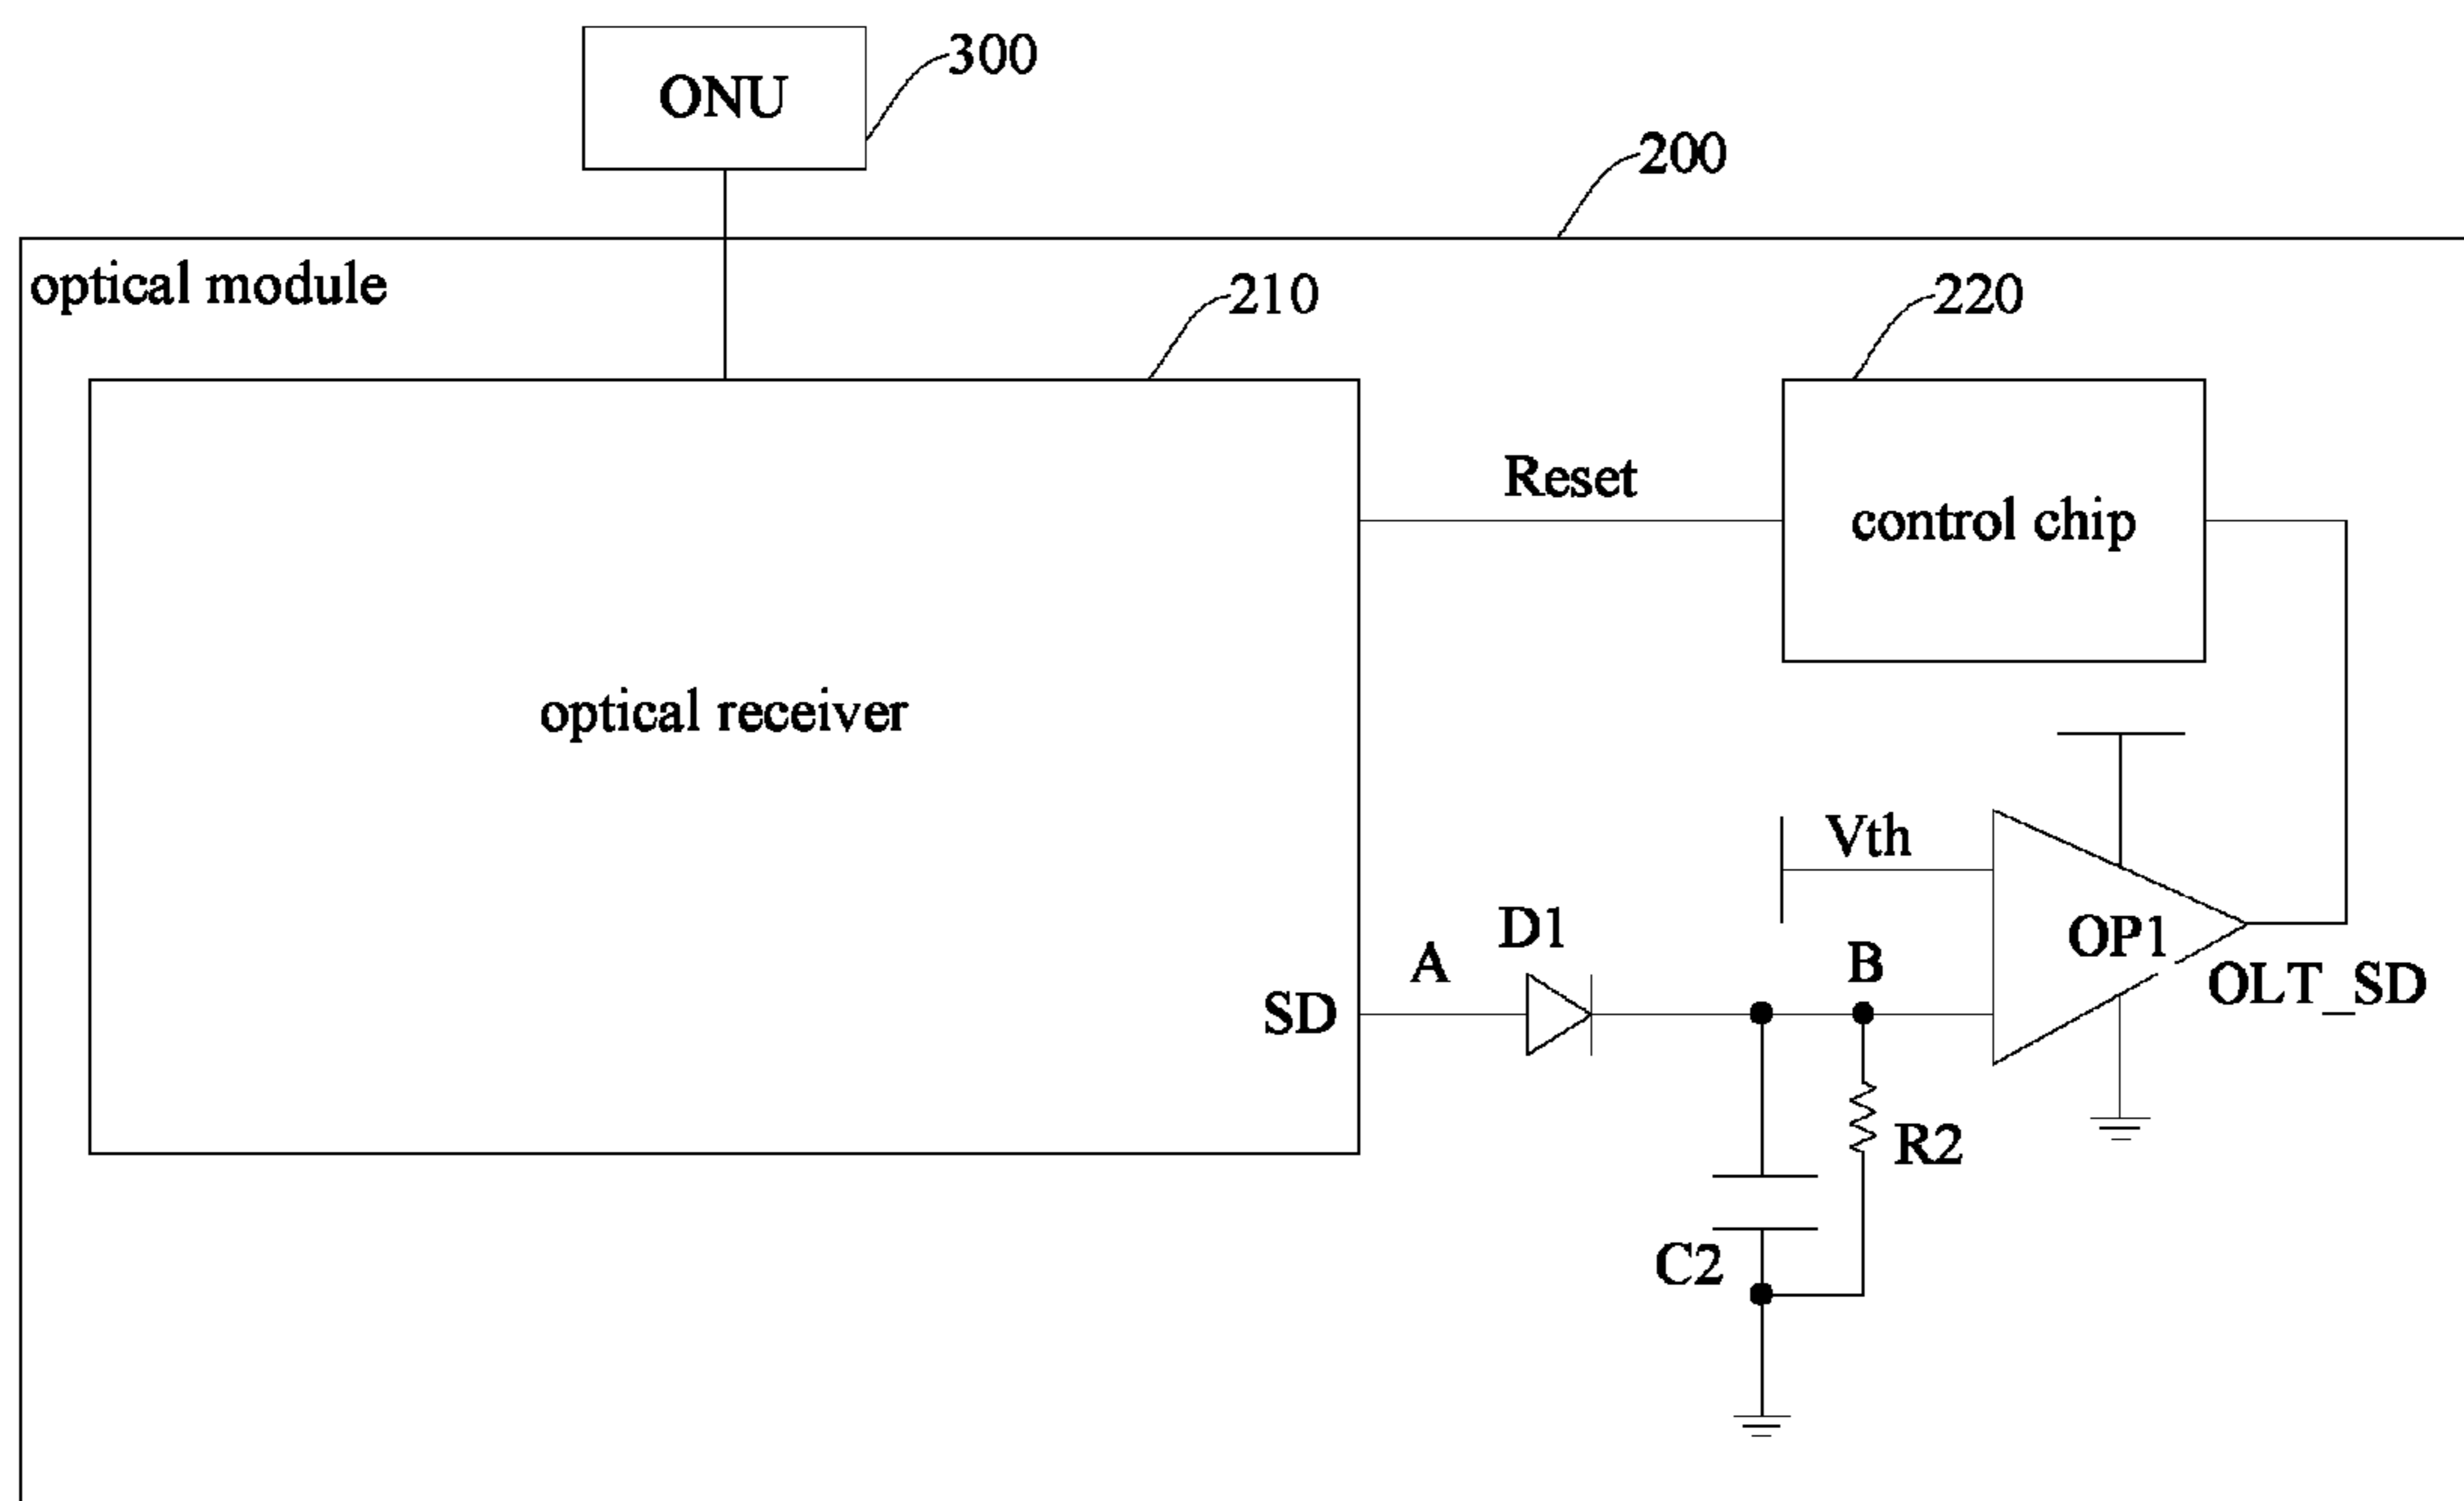 ONU
300
200
optical module
210
220
Reset
control chip
optical receiver
Vth
D1
OP1
A
B
OLT_SD
SD
R2
C2